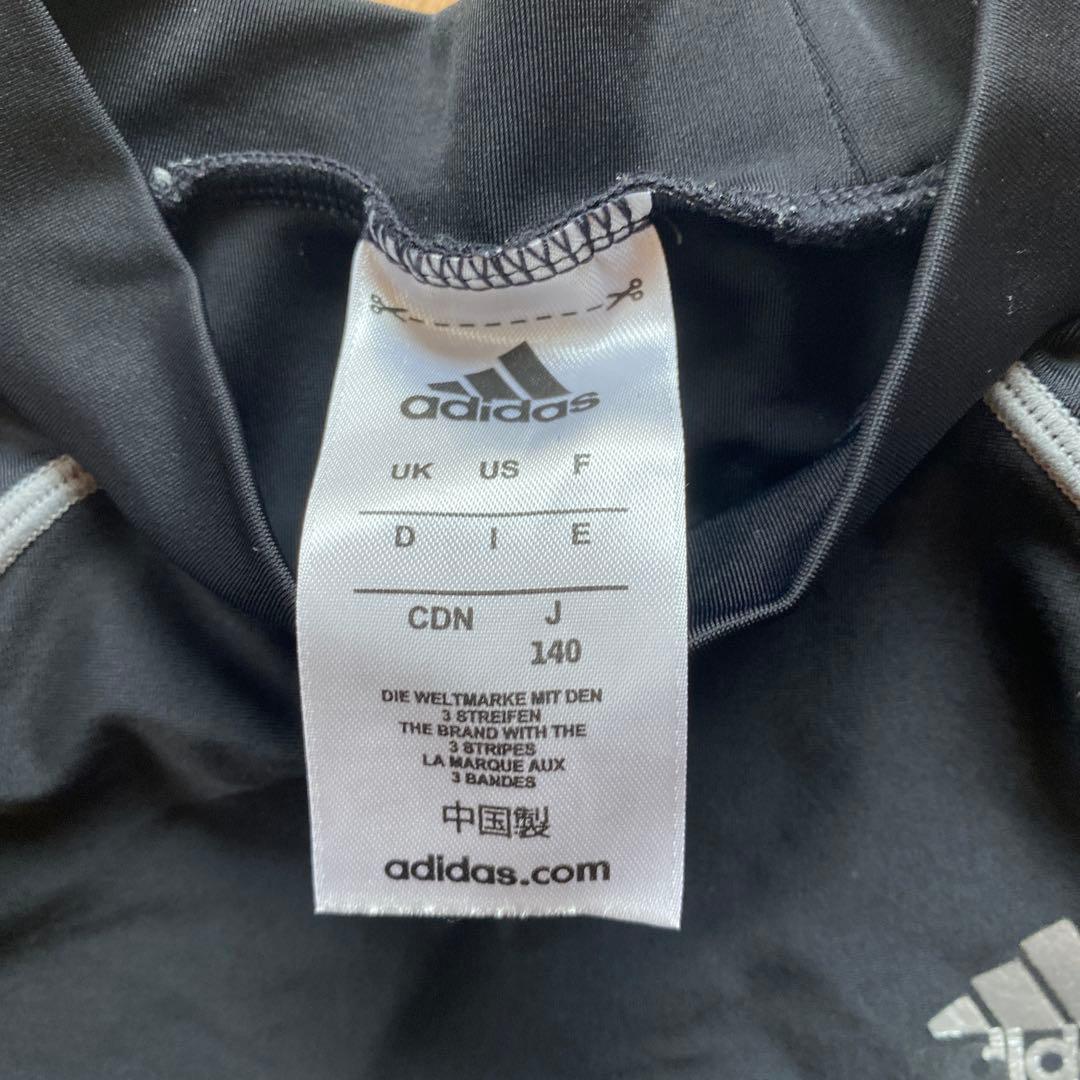 adidas
UK US F
D I E
CDN J
140
DIE WELTMARKE MIT DEN
3 STREIFEN
THE BRAND WITH THE
3 STRIPES
LA MARQUE AUX
3 BANDES
中国製
adidas.com